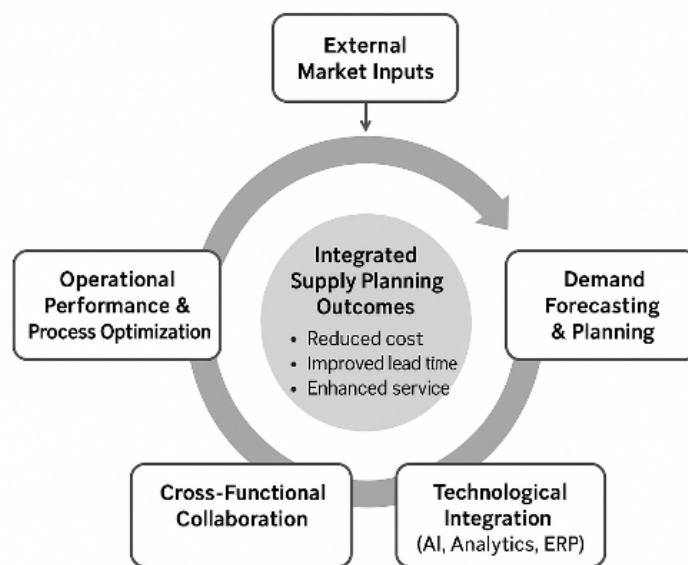 External
Market Inputs
Integrated
Supply Planning
Outcomes
• Reduced cost
• Improved lead time
• Enhanced service
Operational
Performance &
Process Optimization
Demand
Forecasting
& Planning
Cross-Functional
Collaboration
Technological
Integration
(AI, Analytics, ERP)